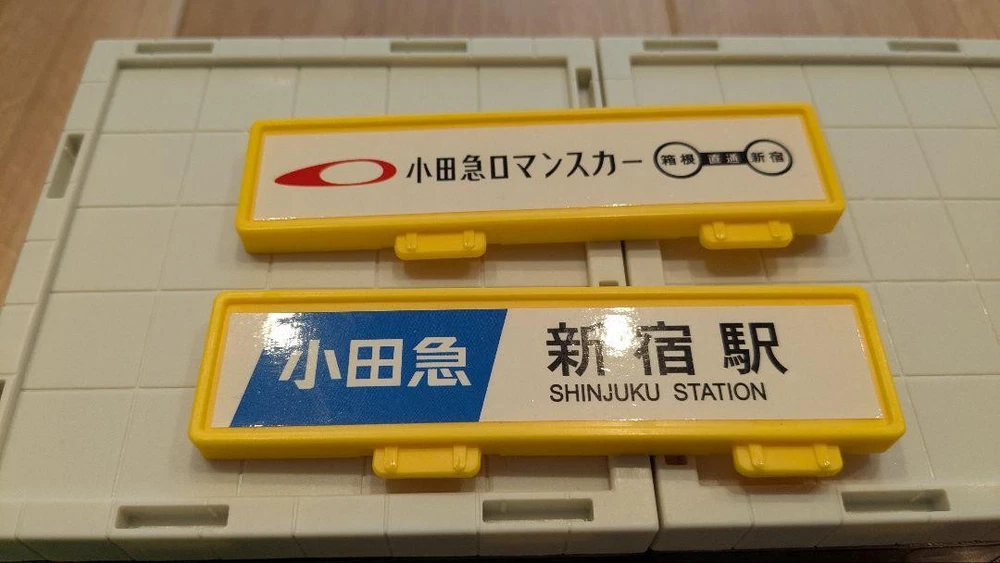 小田急ロマンスカー 箱根 直通 新宿
小田急 新宿駅
SHINJUKU STATION